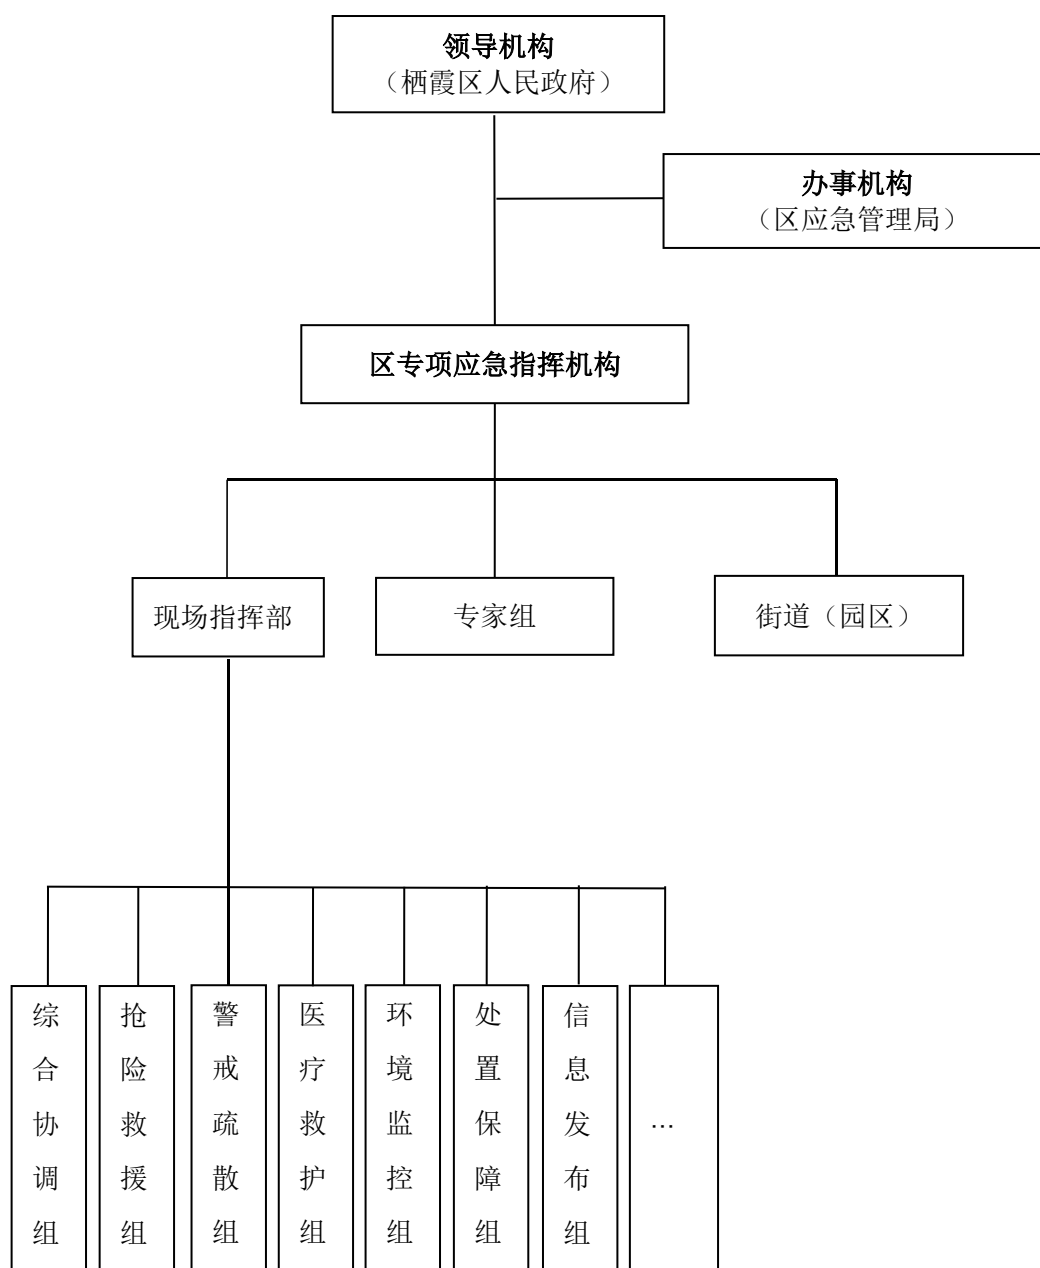 领导机构
（栖霞区人民政府）
办事机构
（区应急管理局）
区专项应急指挥机构
现场指挥部
专家组
街道（园区）
综合协调组
抢险救援组
警戒疏散组
医疗救护组
环境监控组
处置保障组
信息发布组
…